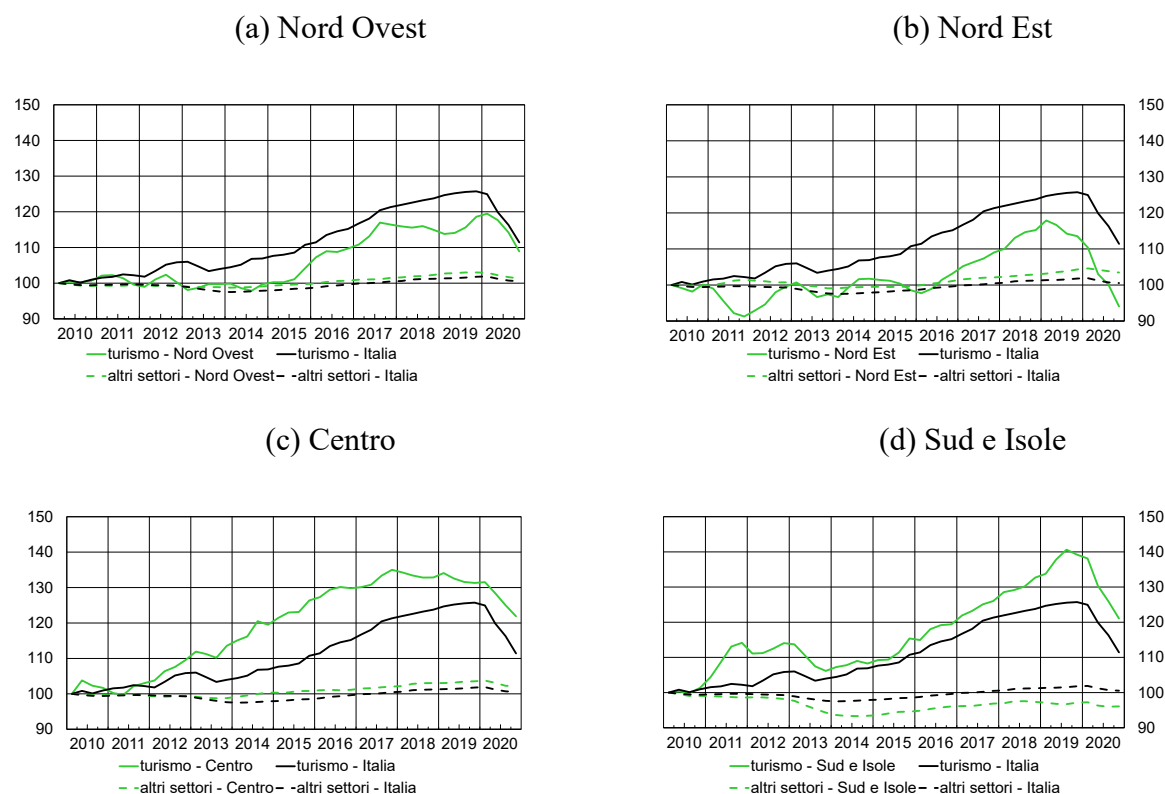 (a) Nord Ovest
(b) Nord Est
150
140
130
120
110
100
90
2010 2011 2012 2013 2014 2015 2016 2017 2018 2019 2020
turismo - Nord Ovest turismo - Italia
altri settori - Nord Ovest altri settori - Italia
150
140
130
120
110
100
90
2010 2011 2012 2013 2014 2015 2016 2017 2018 2019 2020
turismo - Nord Est turismo - Italia
altri settori - Nord Est altri settori - Italia
(c) Centro
(d) Sud e Isole
150
140
130
120
110
100
90
2010 2011 2012 2013 2014 2015 2016 2017 2018 2019 2020
turismo - Centro turismo - Italia
altri settori - Centro altri settori - Italia
150
140
130
120
110
100
90
2010 2011 2012 2013 2014 2015 2016 2017 2018 2019 2020
turismo - Sud e Isole turismo - Italia
altri settori - Sud e Isole altri settori - Italia